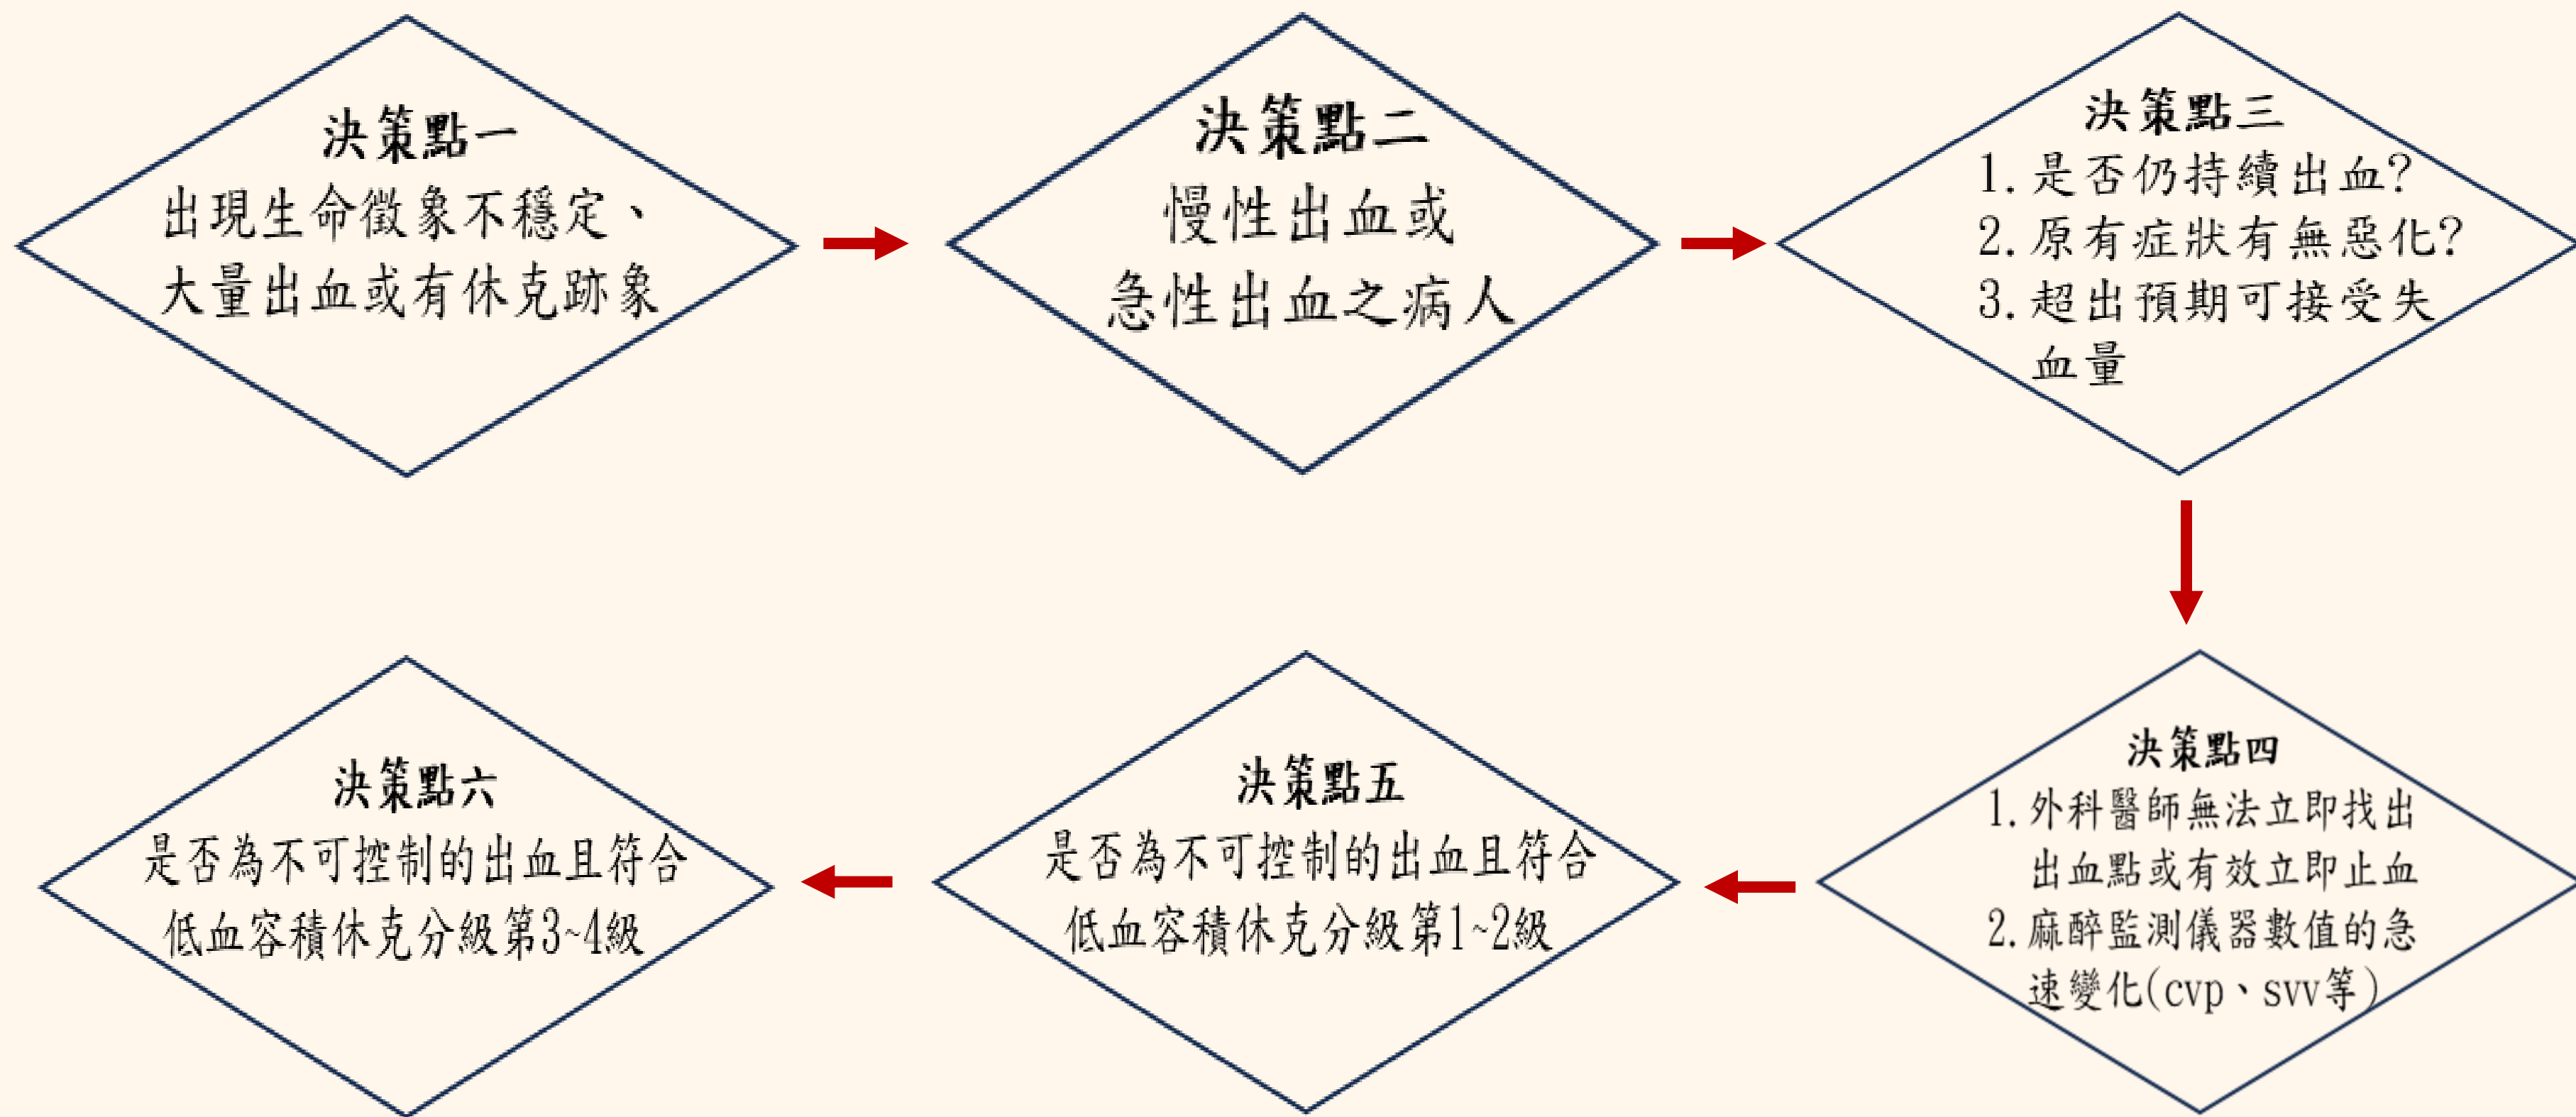 決策點一
出現生命徵象不穩定、
大量出血或有休克跡象
決策點二
慢性出血或
急性出血之病人
決策點三
1. 是否仍持續出血?
2. 原有症狀有無惡化?
3. 超出預期可接受失
血量
決策點四
1. 外科醫師無法立即找出
出血點或有效立即止血
2. 麻醉監測儀器數值的急
速變化(cvp、svv等)
決策點五
是否為不可控制的出血且符合
低血容積休克分級第1~2級
決策點六
是否為不可控制的出血且符合
低血容積休克分級第3~4級